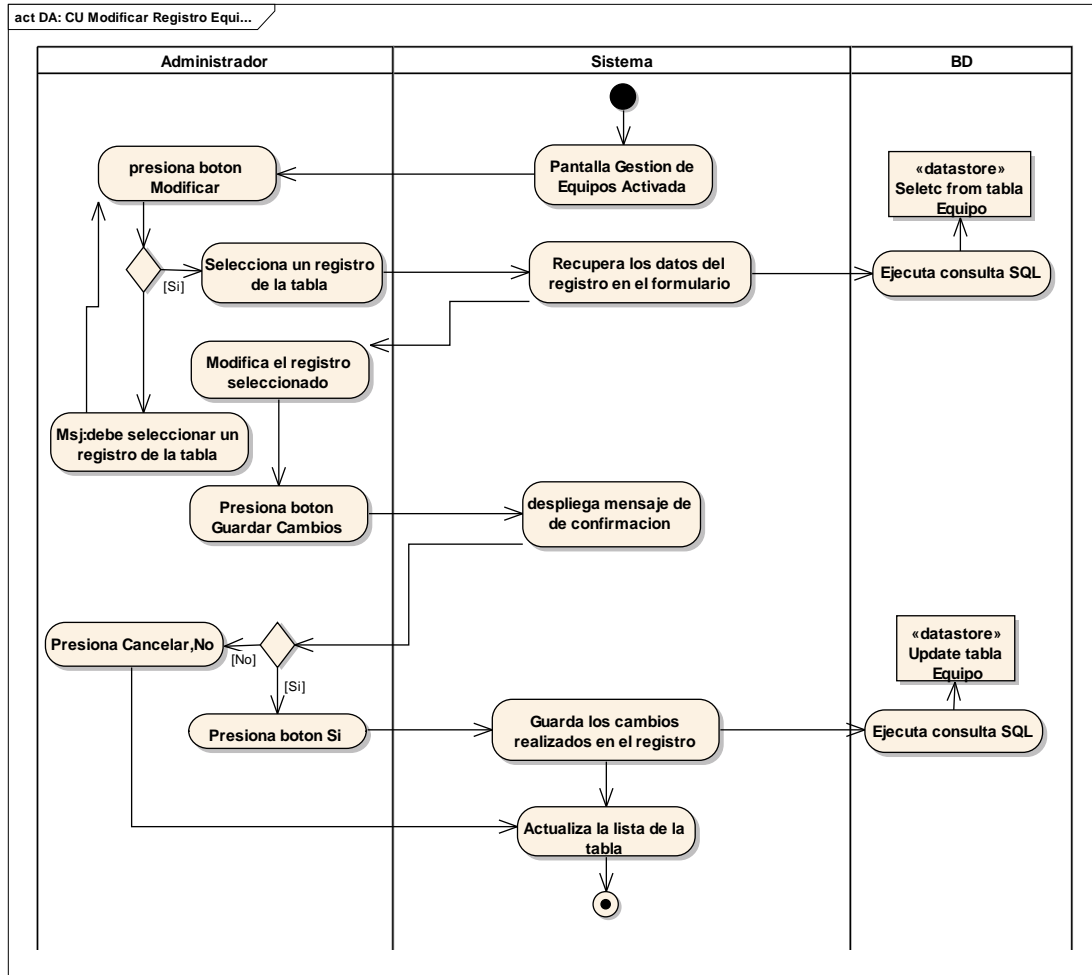 act DA: CU Modificar Registro Equi...
Administrador
Sistema
BD
presiona boton
Modificar
Pantalla Gestion de
Equipos Activada
«datastore»
Seletc from tabla
Equipo
[Si]
Selecciona un registro
de la tabla
Recupera los datos del
registro en el formulario
Ejecuta consulta SQL
Modifica el registro
seleccionado
Msj:debe seleccionar un
registro de la tabla
Presiona boton
Guardar Cambios
despliega mensaje de
de confirmacion
Presiona Cancelar,No
[No]
[Si]
«datastore»
Update tabla
Equipo
Presiona boton Si
Guarda los cambios
realizados en el registro
Ejecuta consulta SQL
Actualiza la lista de la
tabla